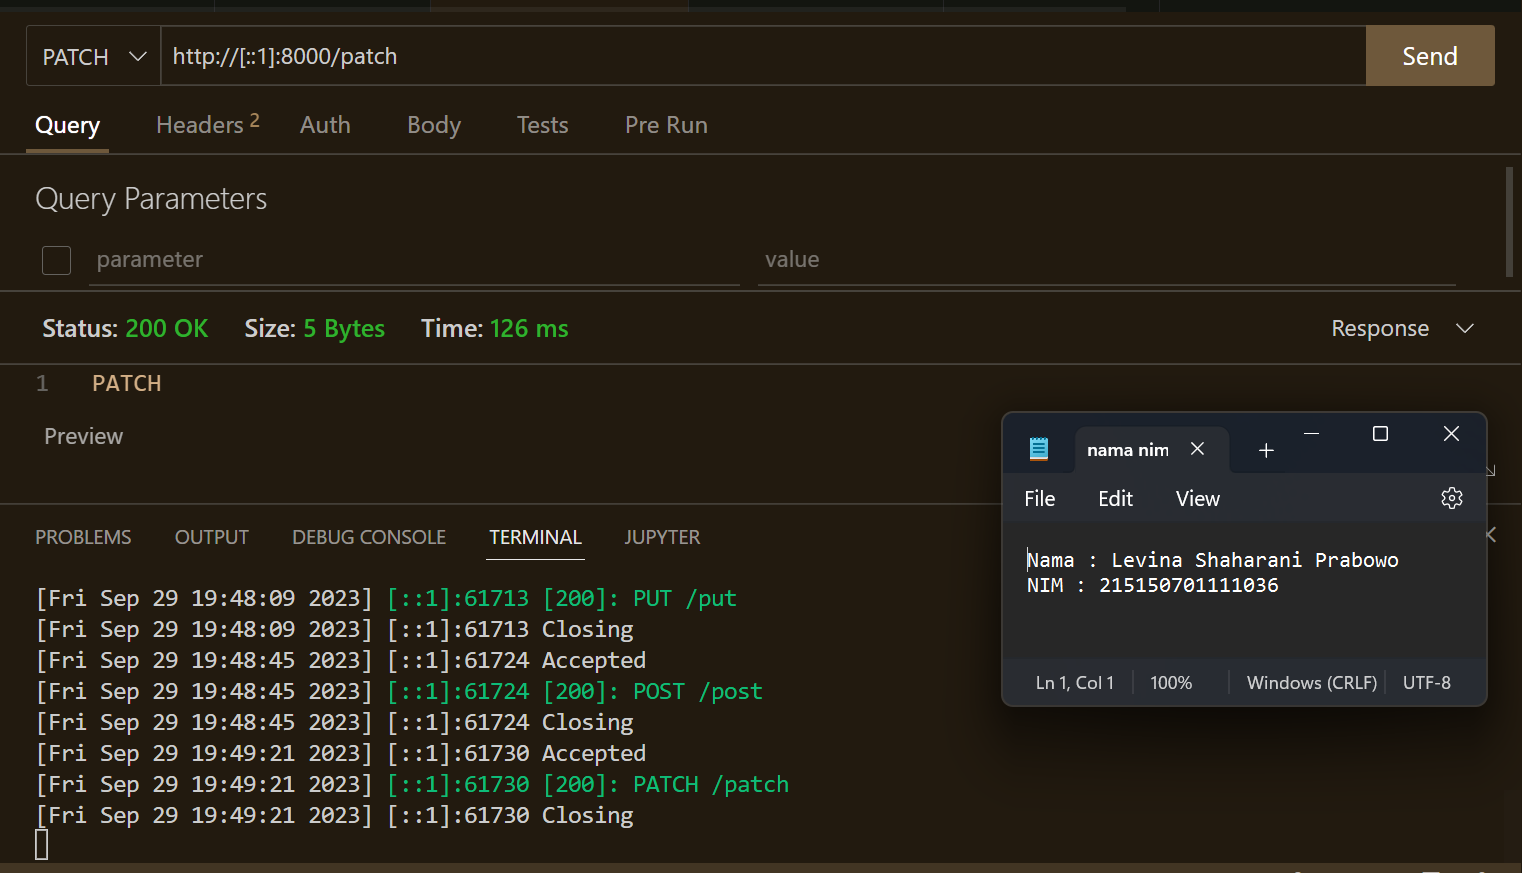 PATCH http://[::1]:8000/patch Send
Query Headers 2 Auth Body Tests Pre Run
Query Parameters
parameter value
Status: 200 OK Size: 5 Bytes Time: 126 ms Response
1 PATCH
Preview
PROBLEMS OUTPUT DEBUG CONSOLE TERMINAL JUPYTER
[Fri Sep 29 19:48:09 2023] [::1]:61713 [200]: PUT /put
[Fri Sep 29 19:48:09 2023] [::1]:61713 Closing
[Fri Sep 29 19:48:45 2023] [::1]:61724 Accepted
[Fri Sep 29 19:48:45 2023] [::1]:61724 [200]: POST /post
[Fri Sep 29 19:48:45 2023] [::1]:61724 Closing
[Fri Sep 29 19:49:21 2023] [::1]:61730 Accepted
[Fri Sep 29 19:49:21 2023] [::1]:61730 [200]: PATCH /patch
[Fri Sep 29 19:49:21 2023] [::1]:61730 Closing
nama nim
File Edit View
Nama : Levina Shaharani Prabowo
NIM : 215150701111036
Ln 1, Col 1 100% Windows (CRLF) UTF-8